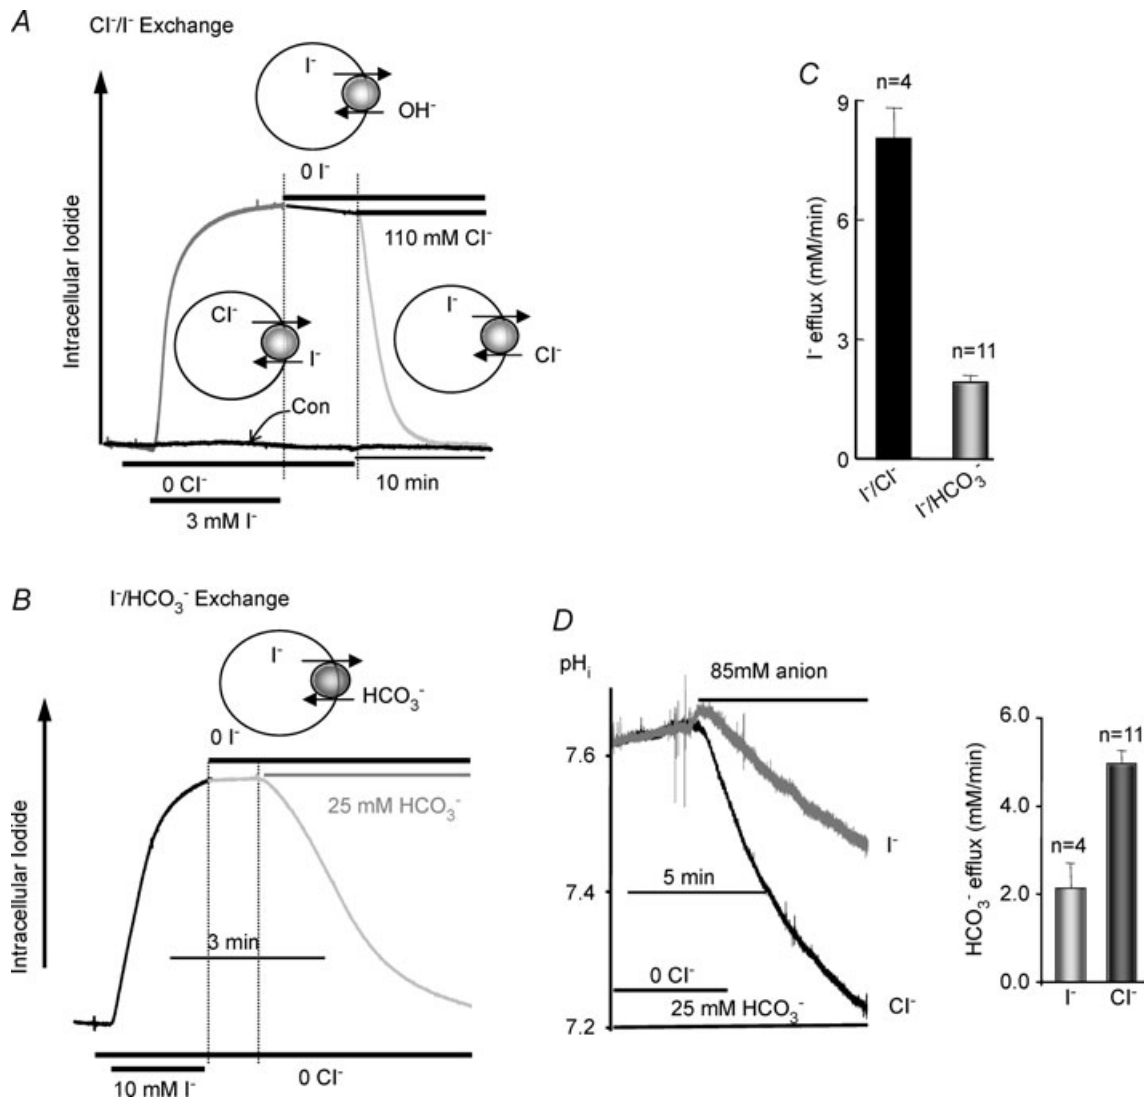 A
Cl⁻/I⁻ Exchange
I⁻
OH⁻
0 I⁻
110 mM Cl⁻
Intracellular Iodide
Cl⁻
I⁻
I⁻
Cl⁻
Con
0 Cl⁻
10 min
3 mM I⁻
C
n=4
9
6
3
0
I⁻ efflux (mM/min)
n=11
I⁻/Cl⁻
I⁻/HCO₃⁻
B
I⁻/HCO₃⁻ Exchange
I⁻
HCO₃⁻
0 I⁻
25 mM HCO₃⁻
Intracellular Iodide
3 min
10 mM I⁻
0 Cl⁻
D
pHᵢ
85mM anion
7.6
7.4
7.2
I⁻
5 min
0 Cl⁻
Cl⁻
25 mM HCO₃⁻
HCO₃⁻ efflux (mM/min)
6.0
4.0
2.0
0.0
n=11
n=4
I⁻
Cl⁻